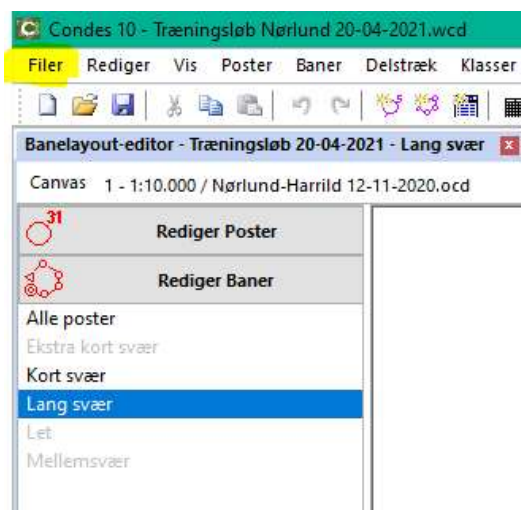 Condes 10 - Træningsløb Nørlund 20-04-2021.wcd
Filer Rediger Vis Poster Baner Delstræk Klasser
Banelayout-editor - Træningsløb 20-04-2021 - Lang svær
Canvas 1 - 1:10.000 / Nørlund-Harrild 12-11-2020.ocd
31
Rediger Poster
Rediger Baner
Alle poster
Ekstra kort svær
Kort svær
Lang svær
Let
Mellemsvær